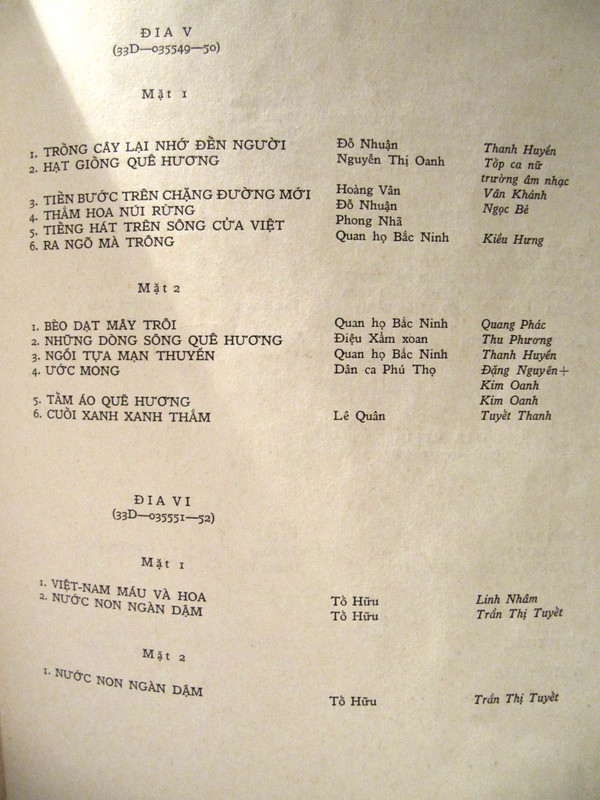 ĐIA V
(33D—035549—50)
Mặt 1
1. TRỒNG CÂY LẠI NHỚ ĐẾN NGƯỜI Đỗ Nhuận Thanh Huyền
2. HẠT GIỐNG QUÊ HƯƠNG Nguyễn Thị Oanh Tốp ca nữ
trường âm nhạc
3. TIẾN BƯỚC TRÊN CHẶNG ĐƯỜNG MỚI Hoàng Vân Vân Khánh
4. THẮM HOA NÚI RỪNG Đỗ Nhuận Ngọc Bé
5. TIẾNG HÁT TRÊN SÔNG CỬA VIỆT Phong Nhã
6. RA NGÕ MÀ TRÔNG Quan họ Bắc Ninh Kiều Hưng
Mặt 2
1. BÈO DẠT MÂY TRÔI Quan họ Bắc Ninh Quang Phác
2. NHỮNG DÒNG SÔNG QUÊ HƯƠNG Điệu Xẩm xoan Thu Phương
3. NGỒI TỰA MẠN THUYỀN Quan họ Bắc Ninh Thanh Huyền
4. ƯỚC MONG Dân ca Phú Thọ Đặng Nguyên+
Kim Oanh
5. TẤM ÁO QUÊ HƯƠNG Kim Oanh
6. CUỒI XANH XANH THẮM Lê Quân Tuyết Thanh
ĐIA VI
(33D—035551—52)
Mặt 1
1. VIỆT-NAM MÁU VÀ HOA Tố Hữu Linh Nhâm
2. NƯỚC NON NGÀN DẬM Tố Hữu Trần Thị Tuyết
Mặt 2
1. NƯỚC NON NGÀN DẬM Tố Hữu Trần Thị Tuyết